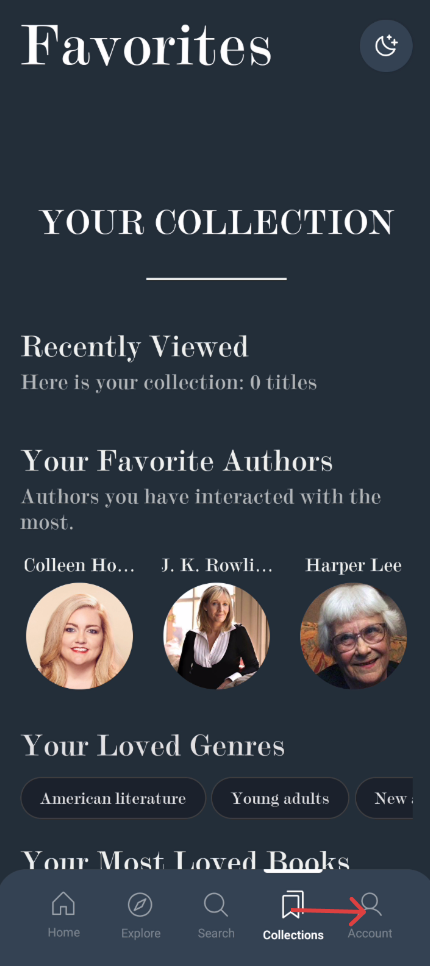 Favorites
YOUR COLLECTION
Recently Viewed
Here is your collection: 0 titles
Your Favorite Authors
Authors you have interacted with the
most.
Colleen Ho... J. K. Rowli... Harper Lee
Your Loved Genres
American literature Young adults New
Your Most Loved Books
Home Explore Search Collections Account